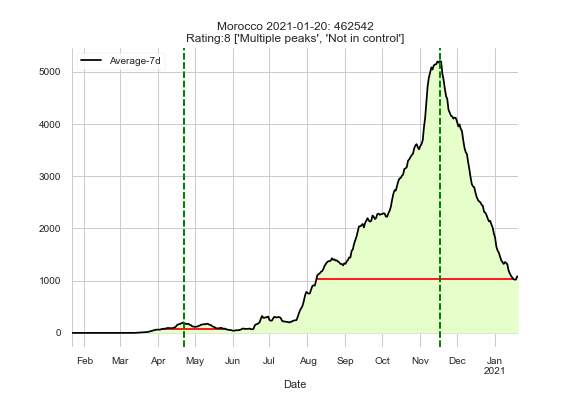 Morocco 2021-01-20: 462542
Rating:8 ['Multiple peaks', 'Not in control']
Average-7d
5000
4000
3000
2000
1000
0
Feb Mar Apr May Jun Jul Aug Sep Oct Nov Dec Jan
2021
Date